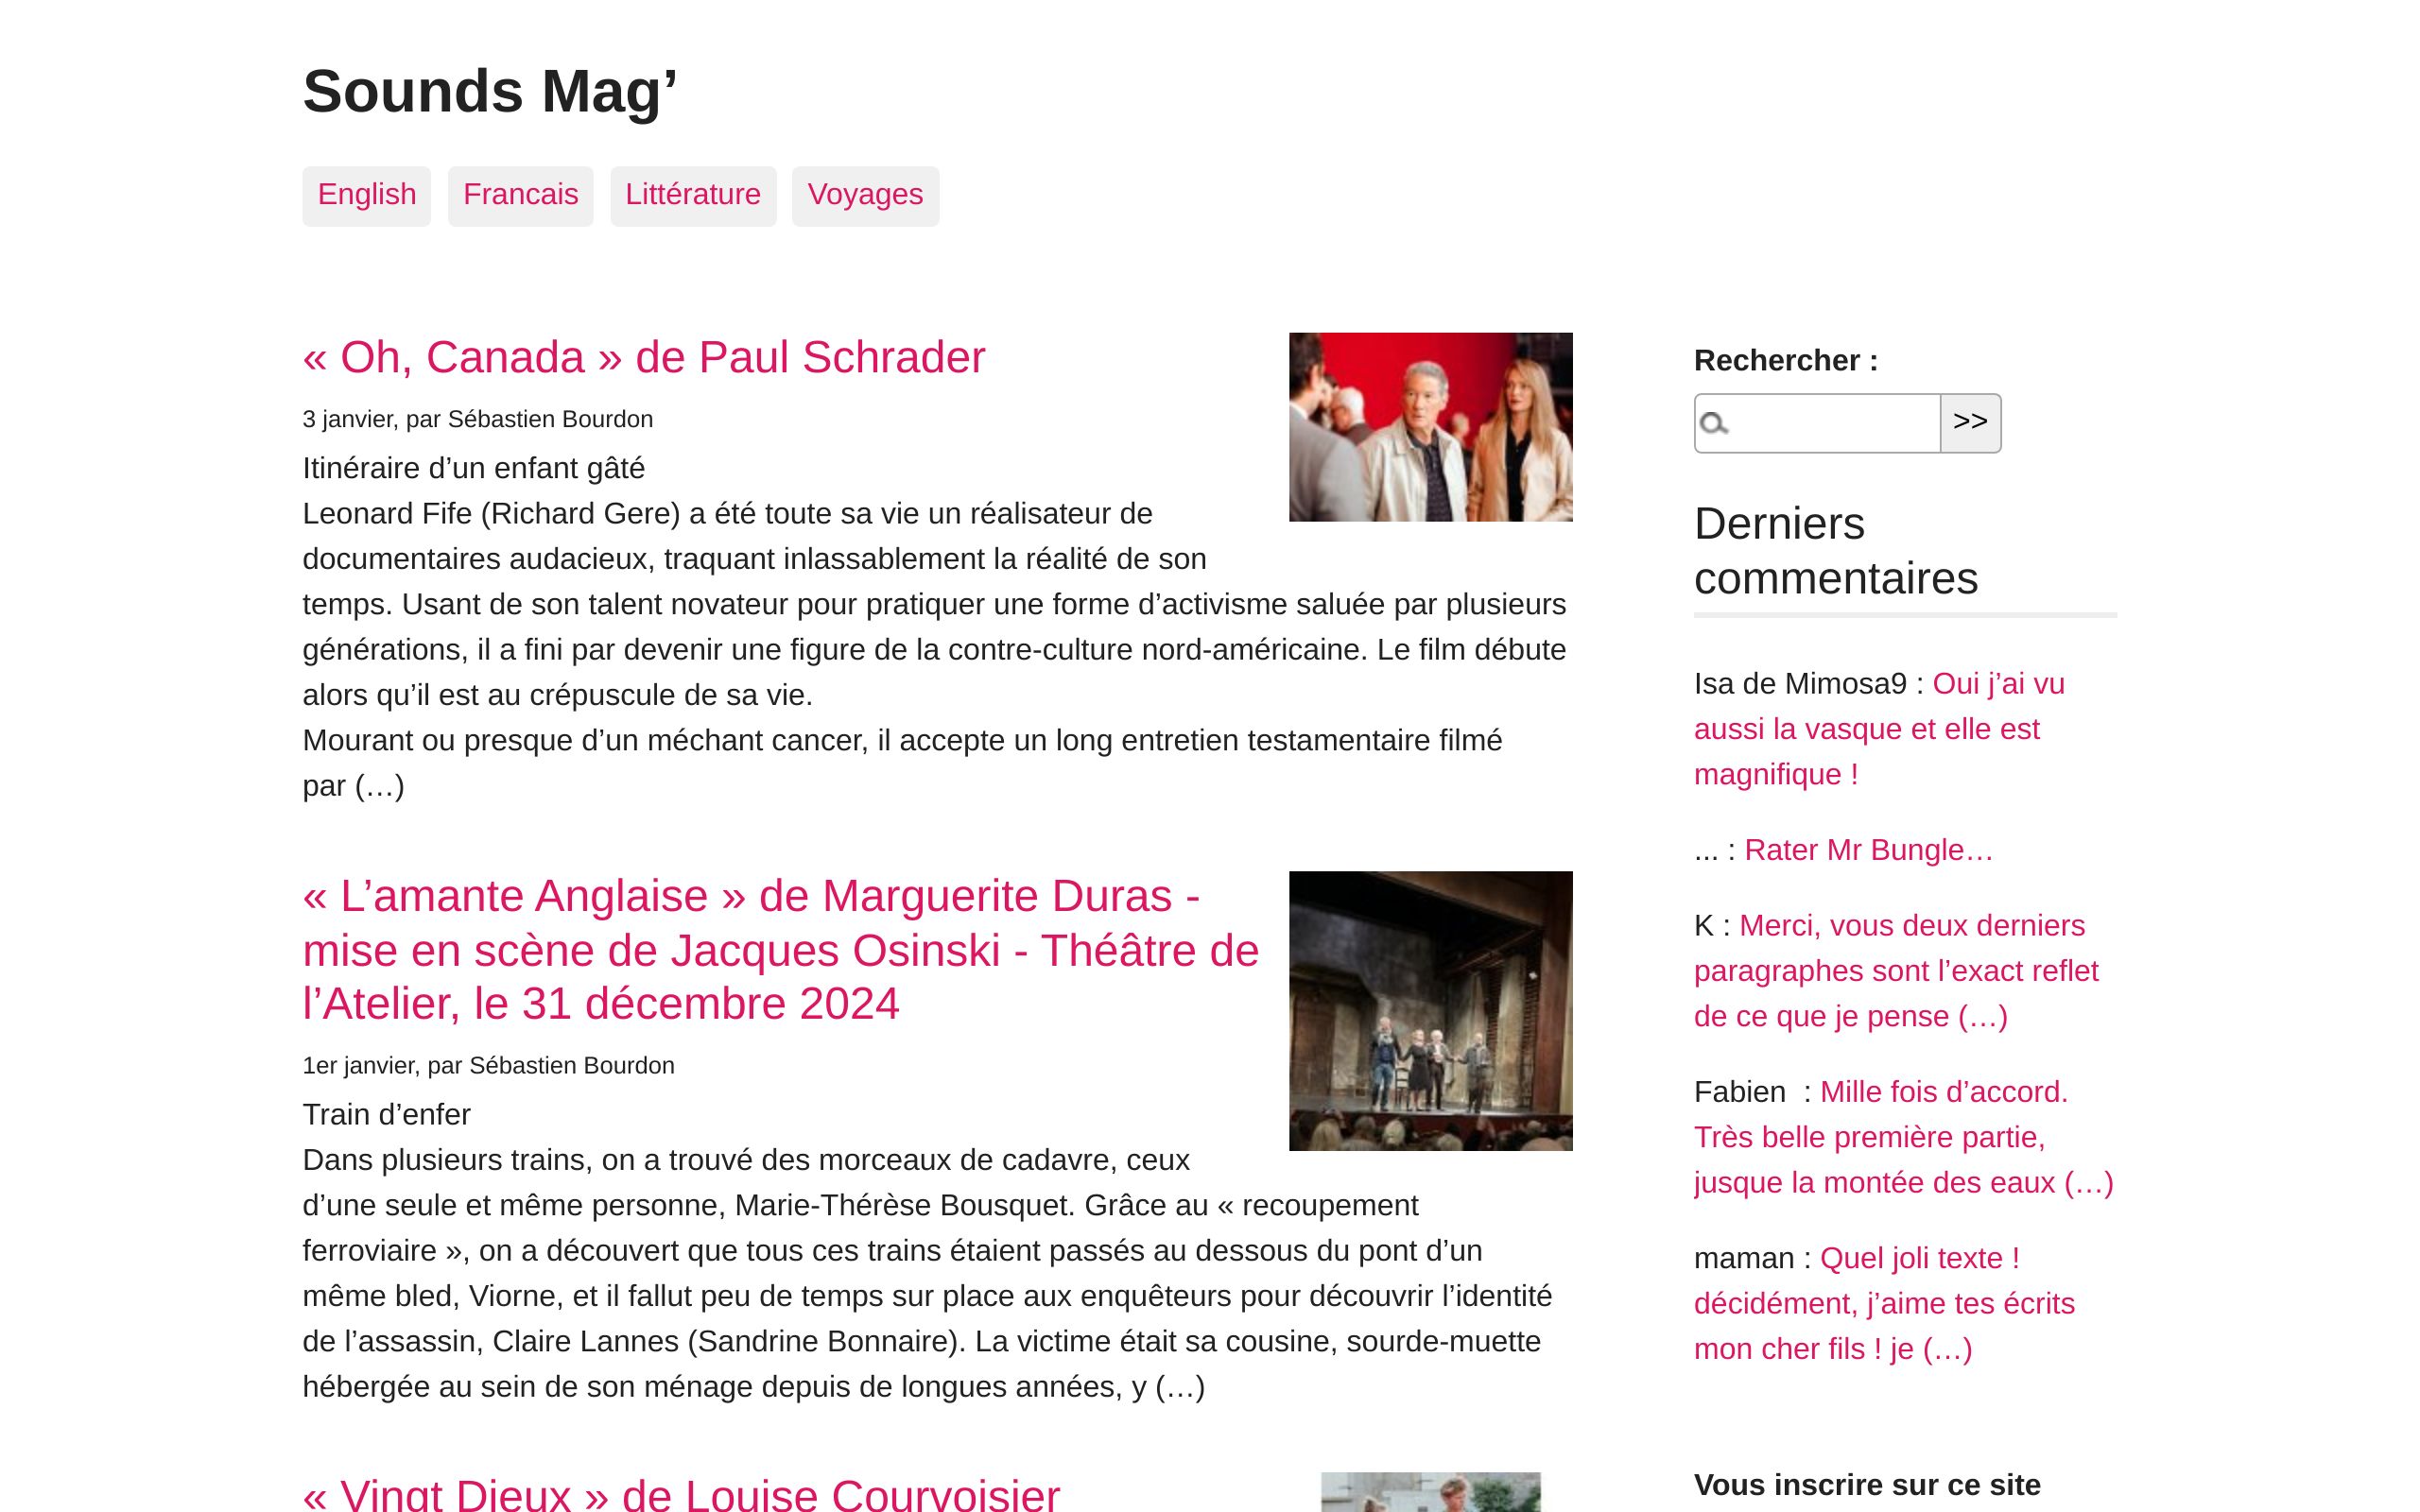 Sounds Mag’
English
Francais
Littérature
Voyages
« Oh, Canada » de Paul Schrader
3 janvier, par Sébastien Bourdon
Itinéraire d’un enfant gâté
Leonard Fife (Richard Gere) a été toute sa vie un réalisateur de
documentaires audacieux, traquant inlassablement la réalité de son
temps. Usant de son talent novateur pour pratiquer une forme d’activisme saluée par plusieurs
générations, il a fini par devenir une figure de la contre-culture nord-américaine. Le film débute
alors qu’il est au crépuscule de sa vie.
Mourant ou presque d’un méchant cancer, il accepte un long entretien testamentaire filmé
par (…)
« L’amante Anglaise » de Marguerite Duras -
mise en scène de Jacques Osinski - Théâtre de
l’Atelier, le 31 décembre 2024
1er janvier, par Sébastien Bourdon
Train d’enfer
Dans plusieurs trains, on a trouvé des morceaux de cadavre, ceux
d’une seule et même personne, Marie-Thérèse Bousquet. Grâce au « recoupement
ferroviaire », on a découvert que tous ces trains étaient passés au dessous du pont d’un
même bled, Viorne, et il fallut peu de temps sur place aux enquêteurs pour découvrir l’identité
de l’assassin, Claire Lannes (Sandrine Bonnaire). La victime était sa cousine, sourde-muette
hébergée au sein de son ménage depuis de longues années, y (…)
« Vingt Dieux » de Louise Courvoisier
Rechercher :
>>
Derniers
commentaires
Isa de Mimosa9 : Oui j’ai vu
aussi la vasque et elle est
magnifique !
... : Rater Mr Bungle…
K : Merci, vous deux derniers
paragraphes sont l’exact reflet
de ce que je pense (…)
Fabien  : Mille fois d’accord.
Très belle première partie,
jusque la montée des eaux (…)
maman : Quel joli texte !
décidément, j’aime tes écrits
mon cher fils ! je (…)
Vous inscrire sur ce site